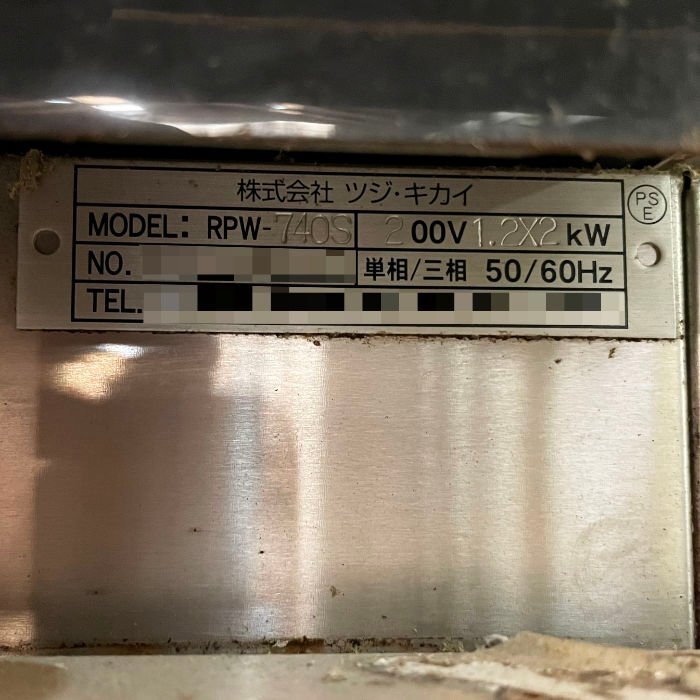 株式会社 ツジ・キカイ
PS
E
MODEL: RPW-740S 200V 1.2X2 kW
NO. 単相/三相 50/60Hz
TEL.